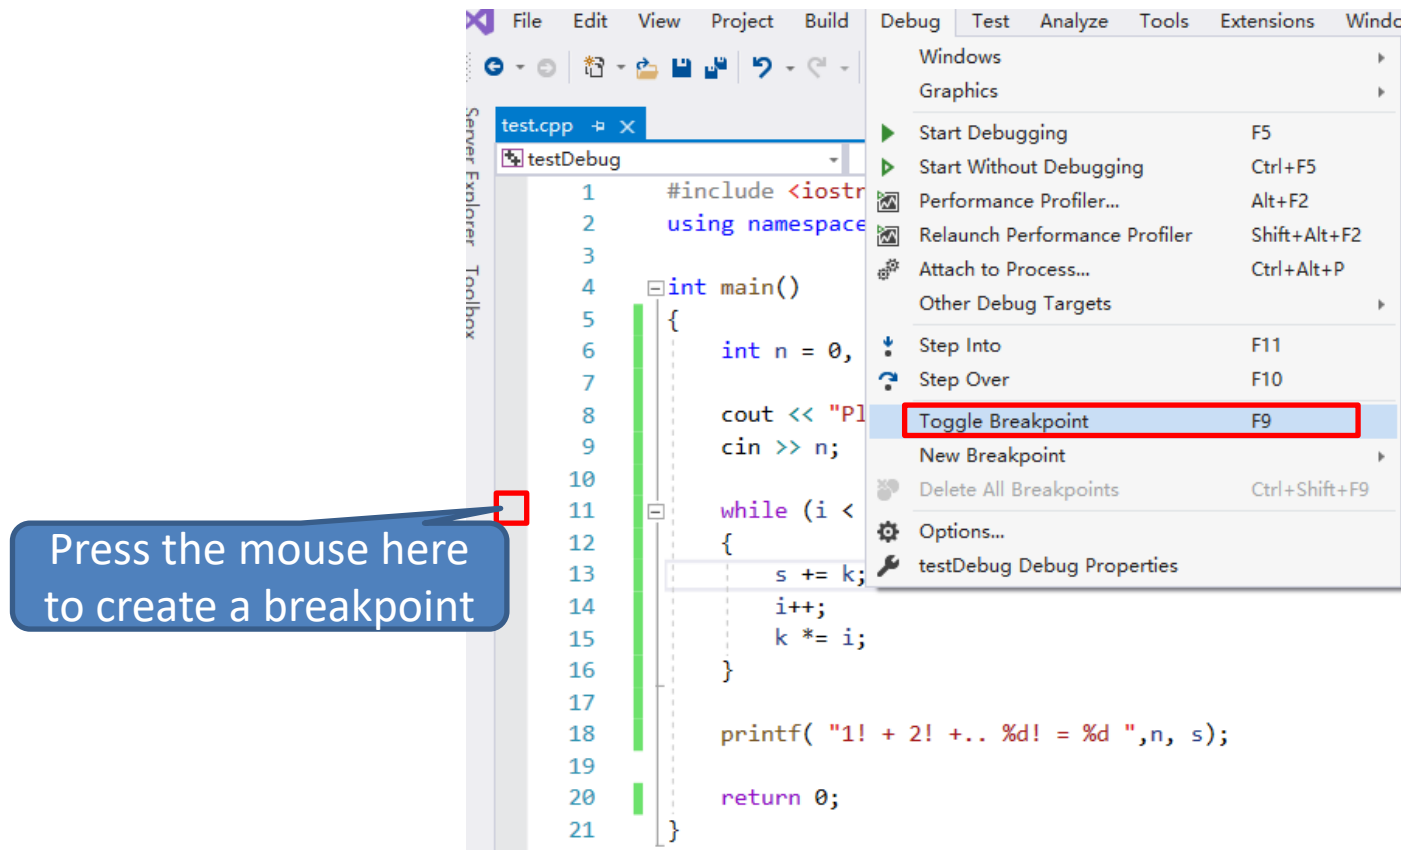 File Edit View Project Build Debug Test Analyze Tools Extensions Windo
Windows
Graphics
Start Debugging F5
Start Without Debugging Ctrl+F5
Performance Profiler... Alt+F2
Relaunch Performance Profiler Shift+Alt+F2
Attach to Process... Ctrl+Alt+P
Other Debug Targets
Step Into F11
Step Over F10
Toggle Breakpoint F9
New Breakpoint
Delete All Breakpoints Ctrl+Shift+F9
Options...
testDebug Debug Properties
Server Explorer
Toolbox
test.cpp
testDebug
1 #include <iostr
2 using namespace
3
4 int main()
5 {
6 int n = 0,
7
8 cout << "Pl
9 cin >> n;
10
11 while (i <
12 {
13 s += k;
14 i++;
15 k *= i;
16 }
17
18 printf( "1! + 2! +.. %d! = %d ",n, s);
19
20 return 0;
21 }
Press the mouse here
to create a breakpoint